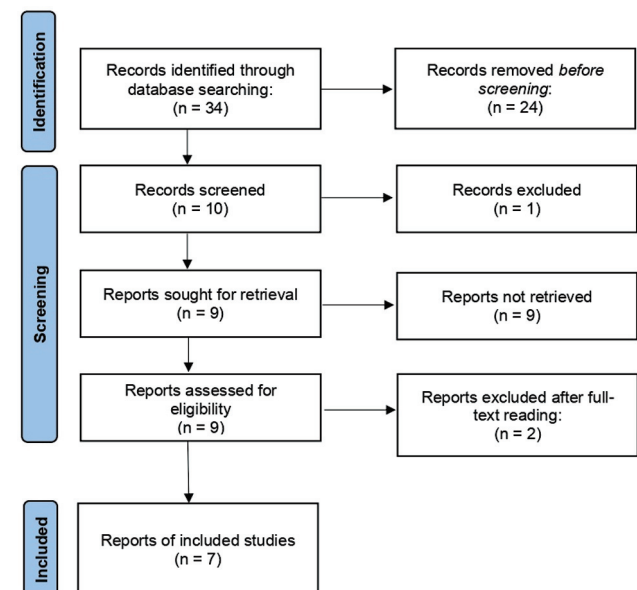 Identification
Records identified through
database searching:
(n = 34)
Records removed before
screening:
(n = 24)
Screening
Records screened
(n = 10)
Records excluded
(n = 1)
Reports sought for retrieval
(n = 9)
Reports not retrieved
(n = 9)
Reports assessed for
eligibility
(n = 9)
Reports excluded after full-
text reading:
(n = 2)
Included
Reports of included studies
(n = 7)